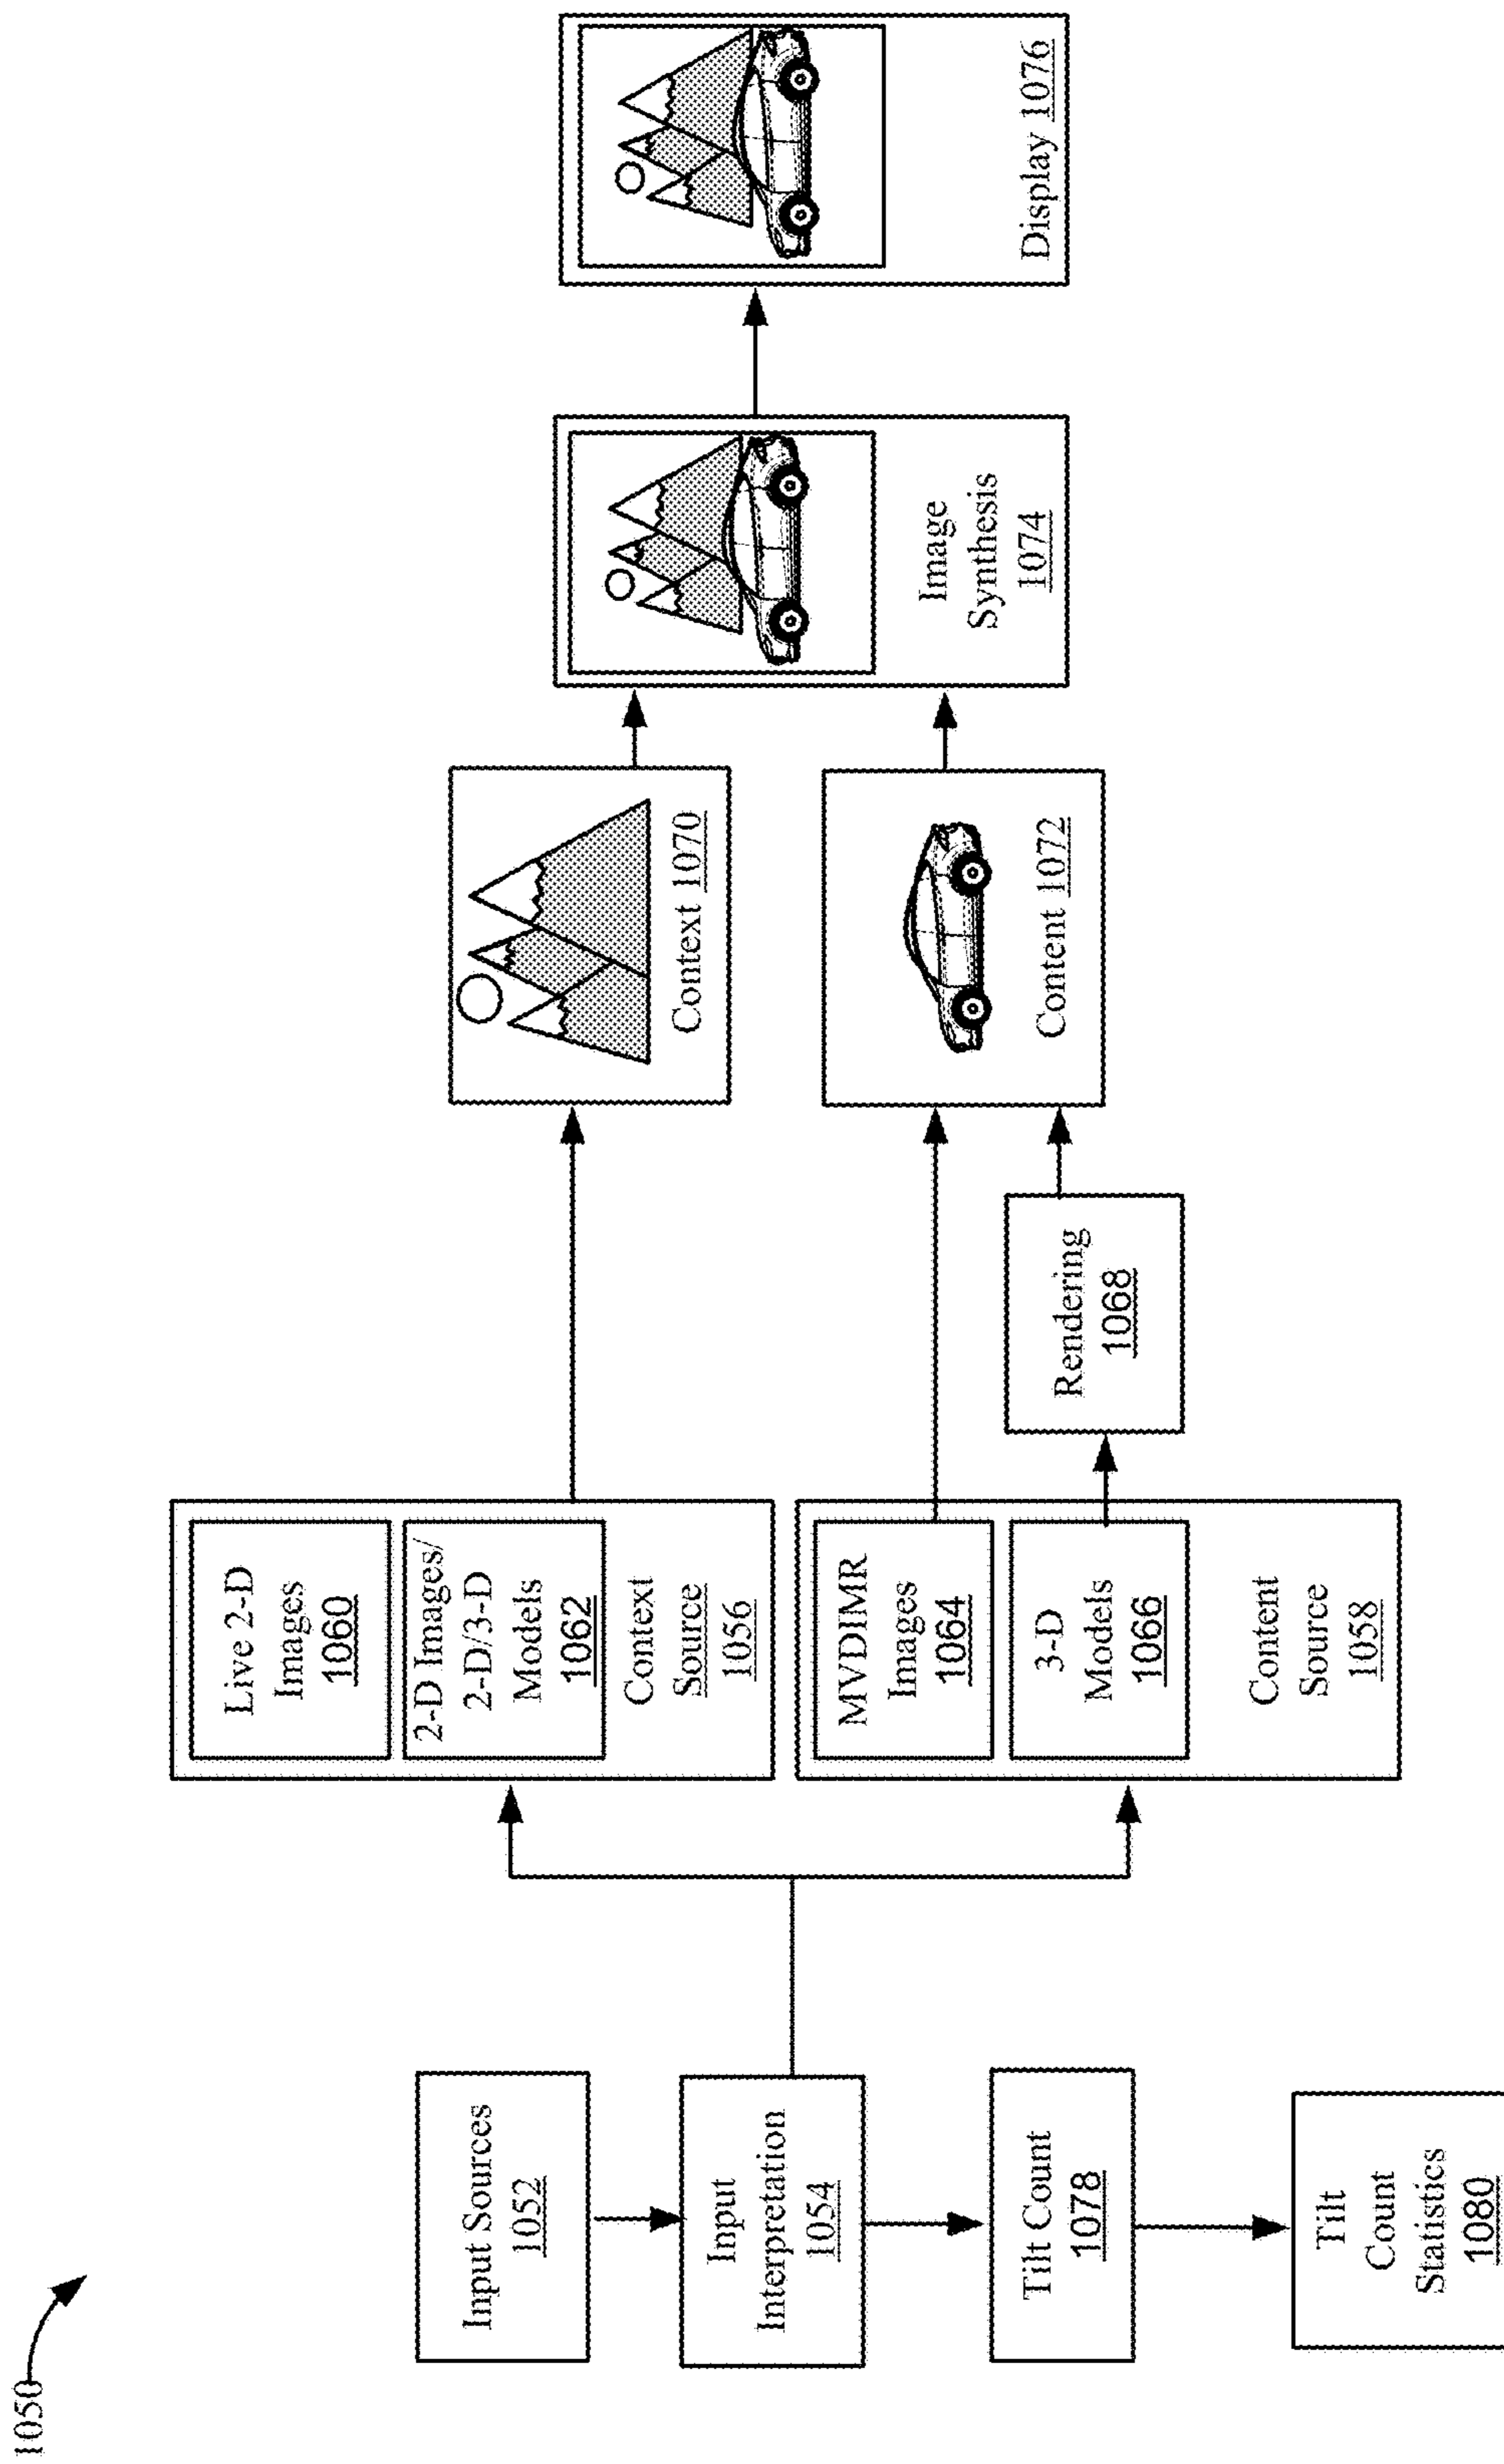 1050
Input Sources
1052
Input
Interpretation
1054
Tilt Count
1078
Tilt
Count
Statistics
1080
Live 2-D
Images
1060
2-D Images/
2-D/3-D
Models
1062
Context
Source
1056
MVDIMR
Images
1064
3-D
Models
1066
Content
Source
1058
Rendering
1068
Context 1070
Content 1072
Image
Synthesis
1074
Display 1076